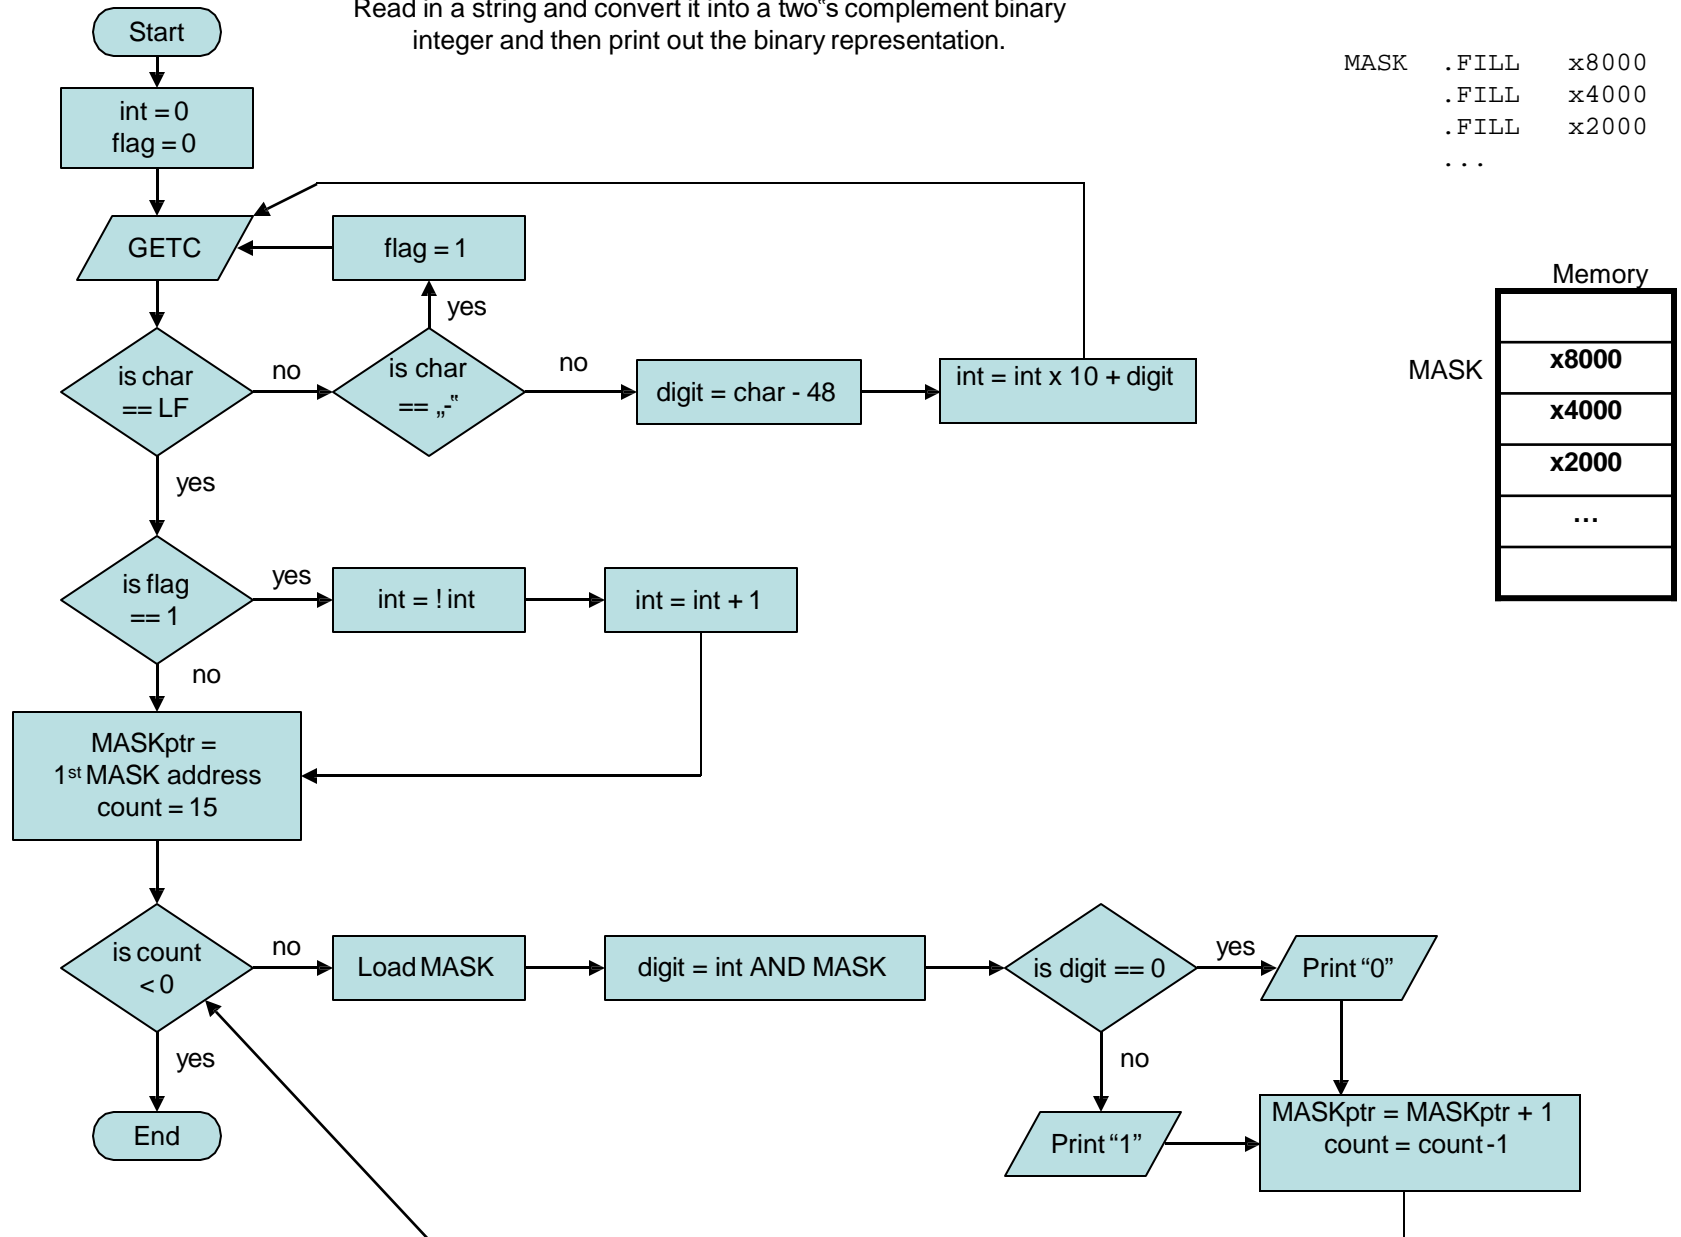 Read in a string and convert it into a two‟s complement binary
integer and then print out the binary representation.
Start
MASK .FILL x8000
.FILL x4000
.FILL x2000
...
int = 0
flag = 0
GETC
flag = 1
yes
is char
== LF
no
is char
== „-‟
no
digit = char - 48
int = int x 10 + digit
yes
Memory
MASK
x8000
x4000
x2000
…
is flag
== 1
yes
int = ! int
int = int + 1
no
MASKptr =
1st MASK address
count = 15
is count
< 0
no
Load MASK
digit = int AND MASK
is digit == 0
yes
Print “0”
yes
no
End
Print “1”
MASKptr = MASKptr + 1
count = count -1